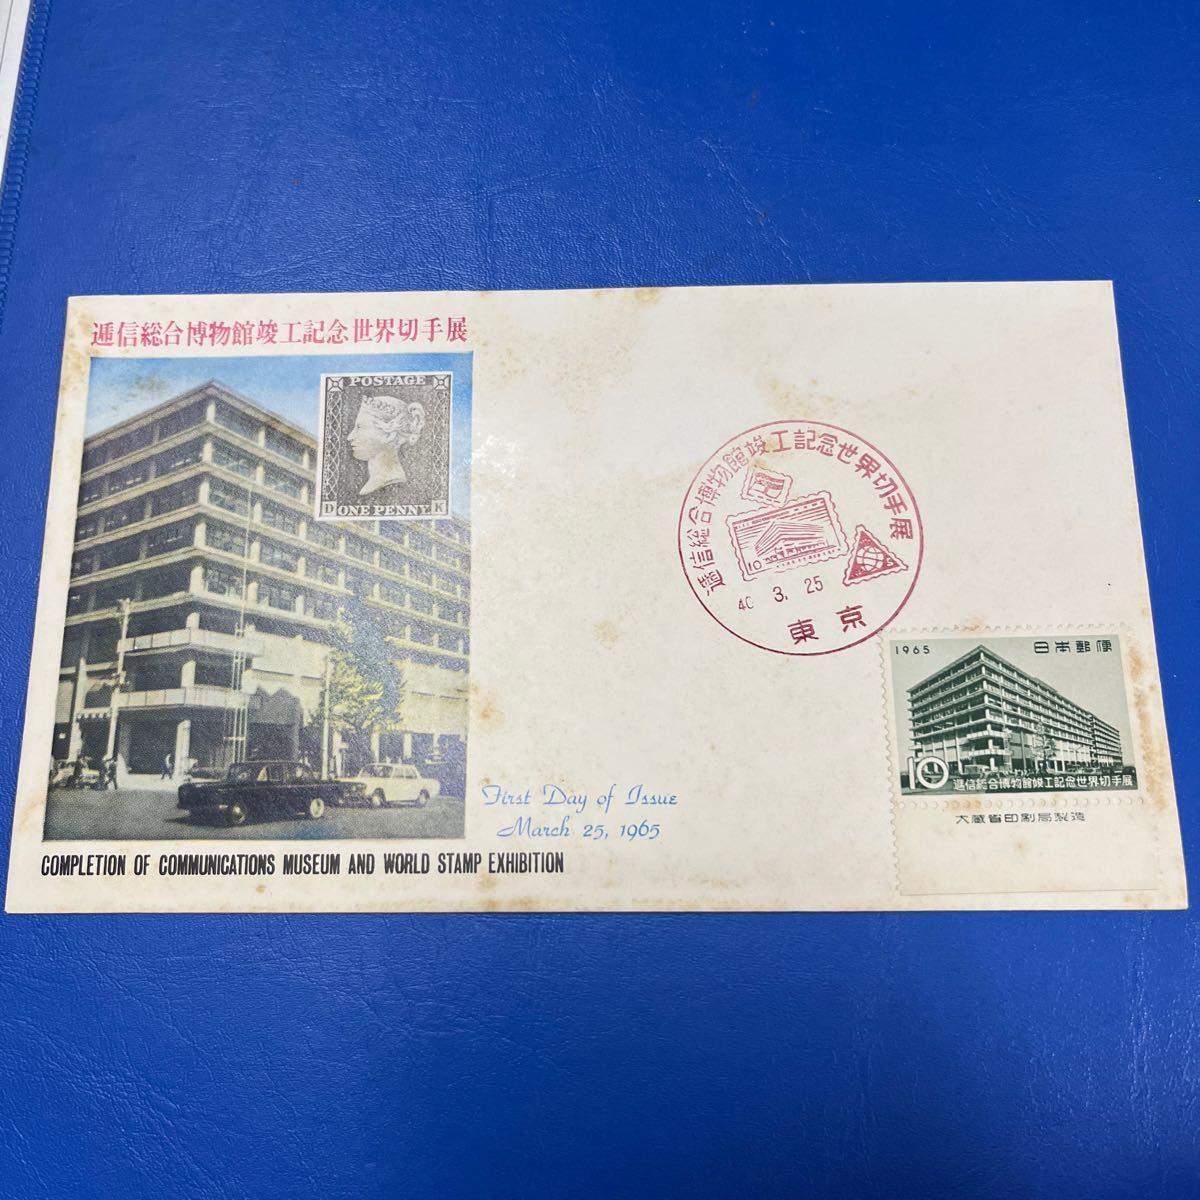 逓信総合博物館竣工記念世界切手展
POSTAGE
D ONE PENNY K
逓信総合博物館竣工記念世界切手展
10
40 3. 25
東京
1965 日本郵便
10 逓信総合博物館竣工記念世界切手展
大蔵省印刷局製造
First Day of Issue
March 25, 1965
COMPLETION OF COMMUNICATIONS MUSEUM AND WORLD STAMP EXHIBITION